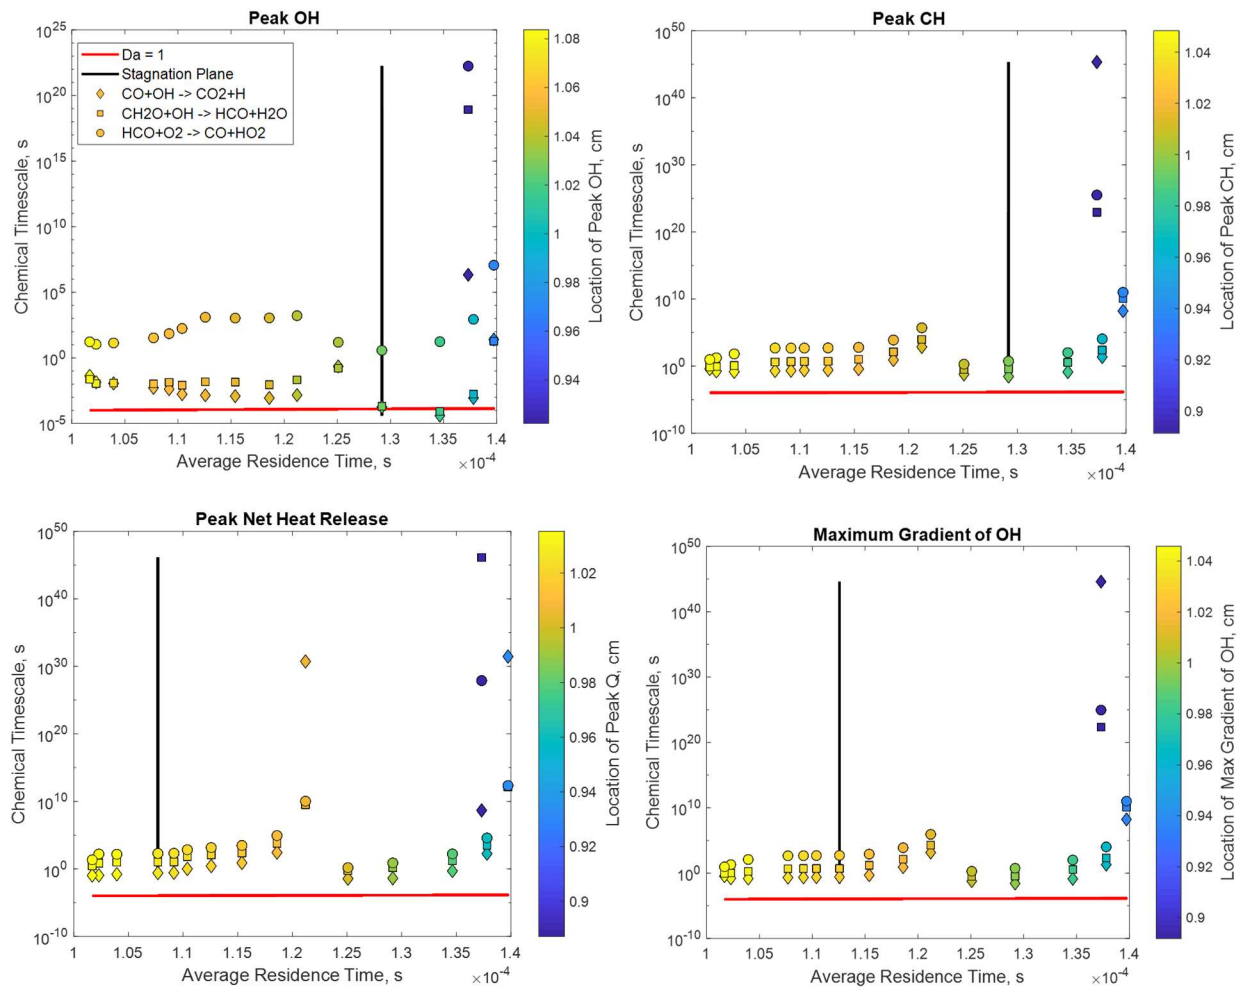 Peak OH
10^25
10^20
10^15
10^10
10^5
10^0
10^-5
Chemical Timescale, s
Da = 1
Stagnation Plane
CO+OH -> CO2+H
CH2O+OH -> HCO+H2O
HCO+O2 -> CO+HO2
1 1.05 1.1 1.15 1.2 1.25 1.3 1.35 1.4
Average Residence Time, s
×10^-4
1.08
1.06
1.04
1.02
1
0.98
0.96
0.94
Location of Peak OH, cm
Peak CH
10^50
10^40
10^30
10^20
10^10
10^0
10^-10
Chemical Timescale, s
1 1.05 1.1 1.15 1.2 1.25 1.3 1.35 1.4
Average Residence Time, s
×10^-4
1.04
1.02
1
0.98
0.96
0.94
0.92
0.9
Location of Peak CH, cm
Peak Net Heat Release
10^50
10^40
10^30
10^20
10^10
10^0
10^-10
Chemical Timescale, s
1 1.05 1.1 1.15 1.2 1.25 1.3 1.35 1.4
Average Residence Time, s
×10^-4
1.02
1
0.98
0.96
0.94
0.92
0.9
Location of Peak Q, cm
Maximum Gradient of OH
10^50
10^40
10^30
10^20
10^10
10^0
10^-10
Chemical Timescale, s
1 1.05 1.1 1.15 1.2 1.25 1.3 1.35 1.4
Average Residence Time, s
×10^-4
1.04
1.02
1
0.98
0.96
0.94
0.92
0.9
Location of Max Gradient of OH, cm